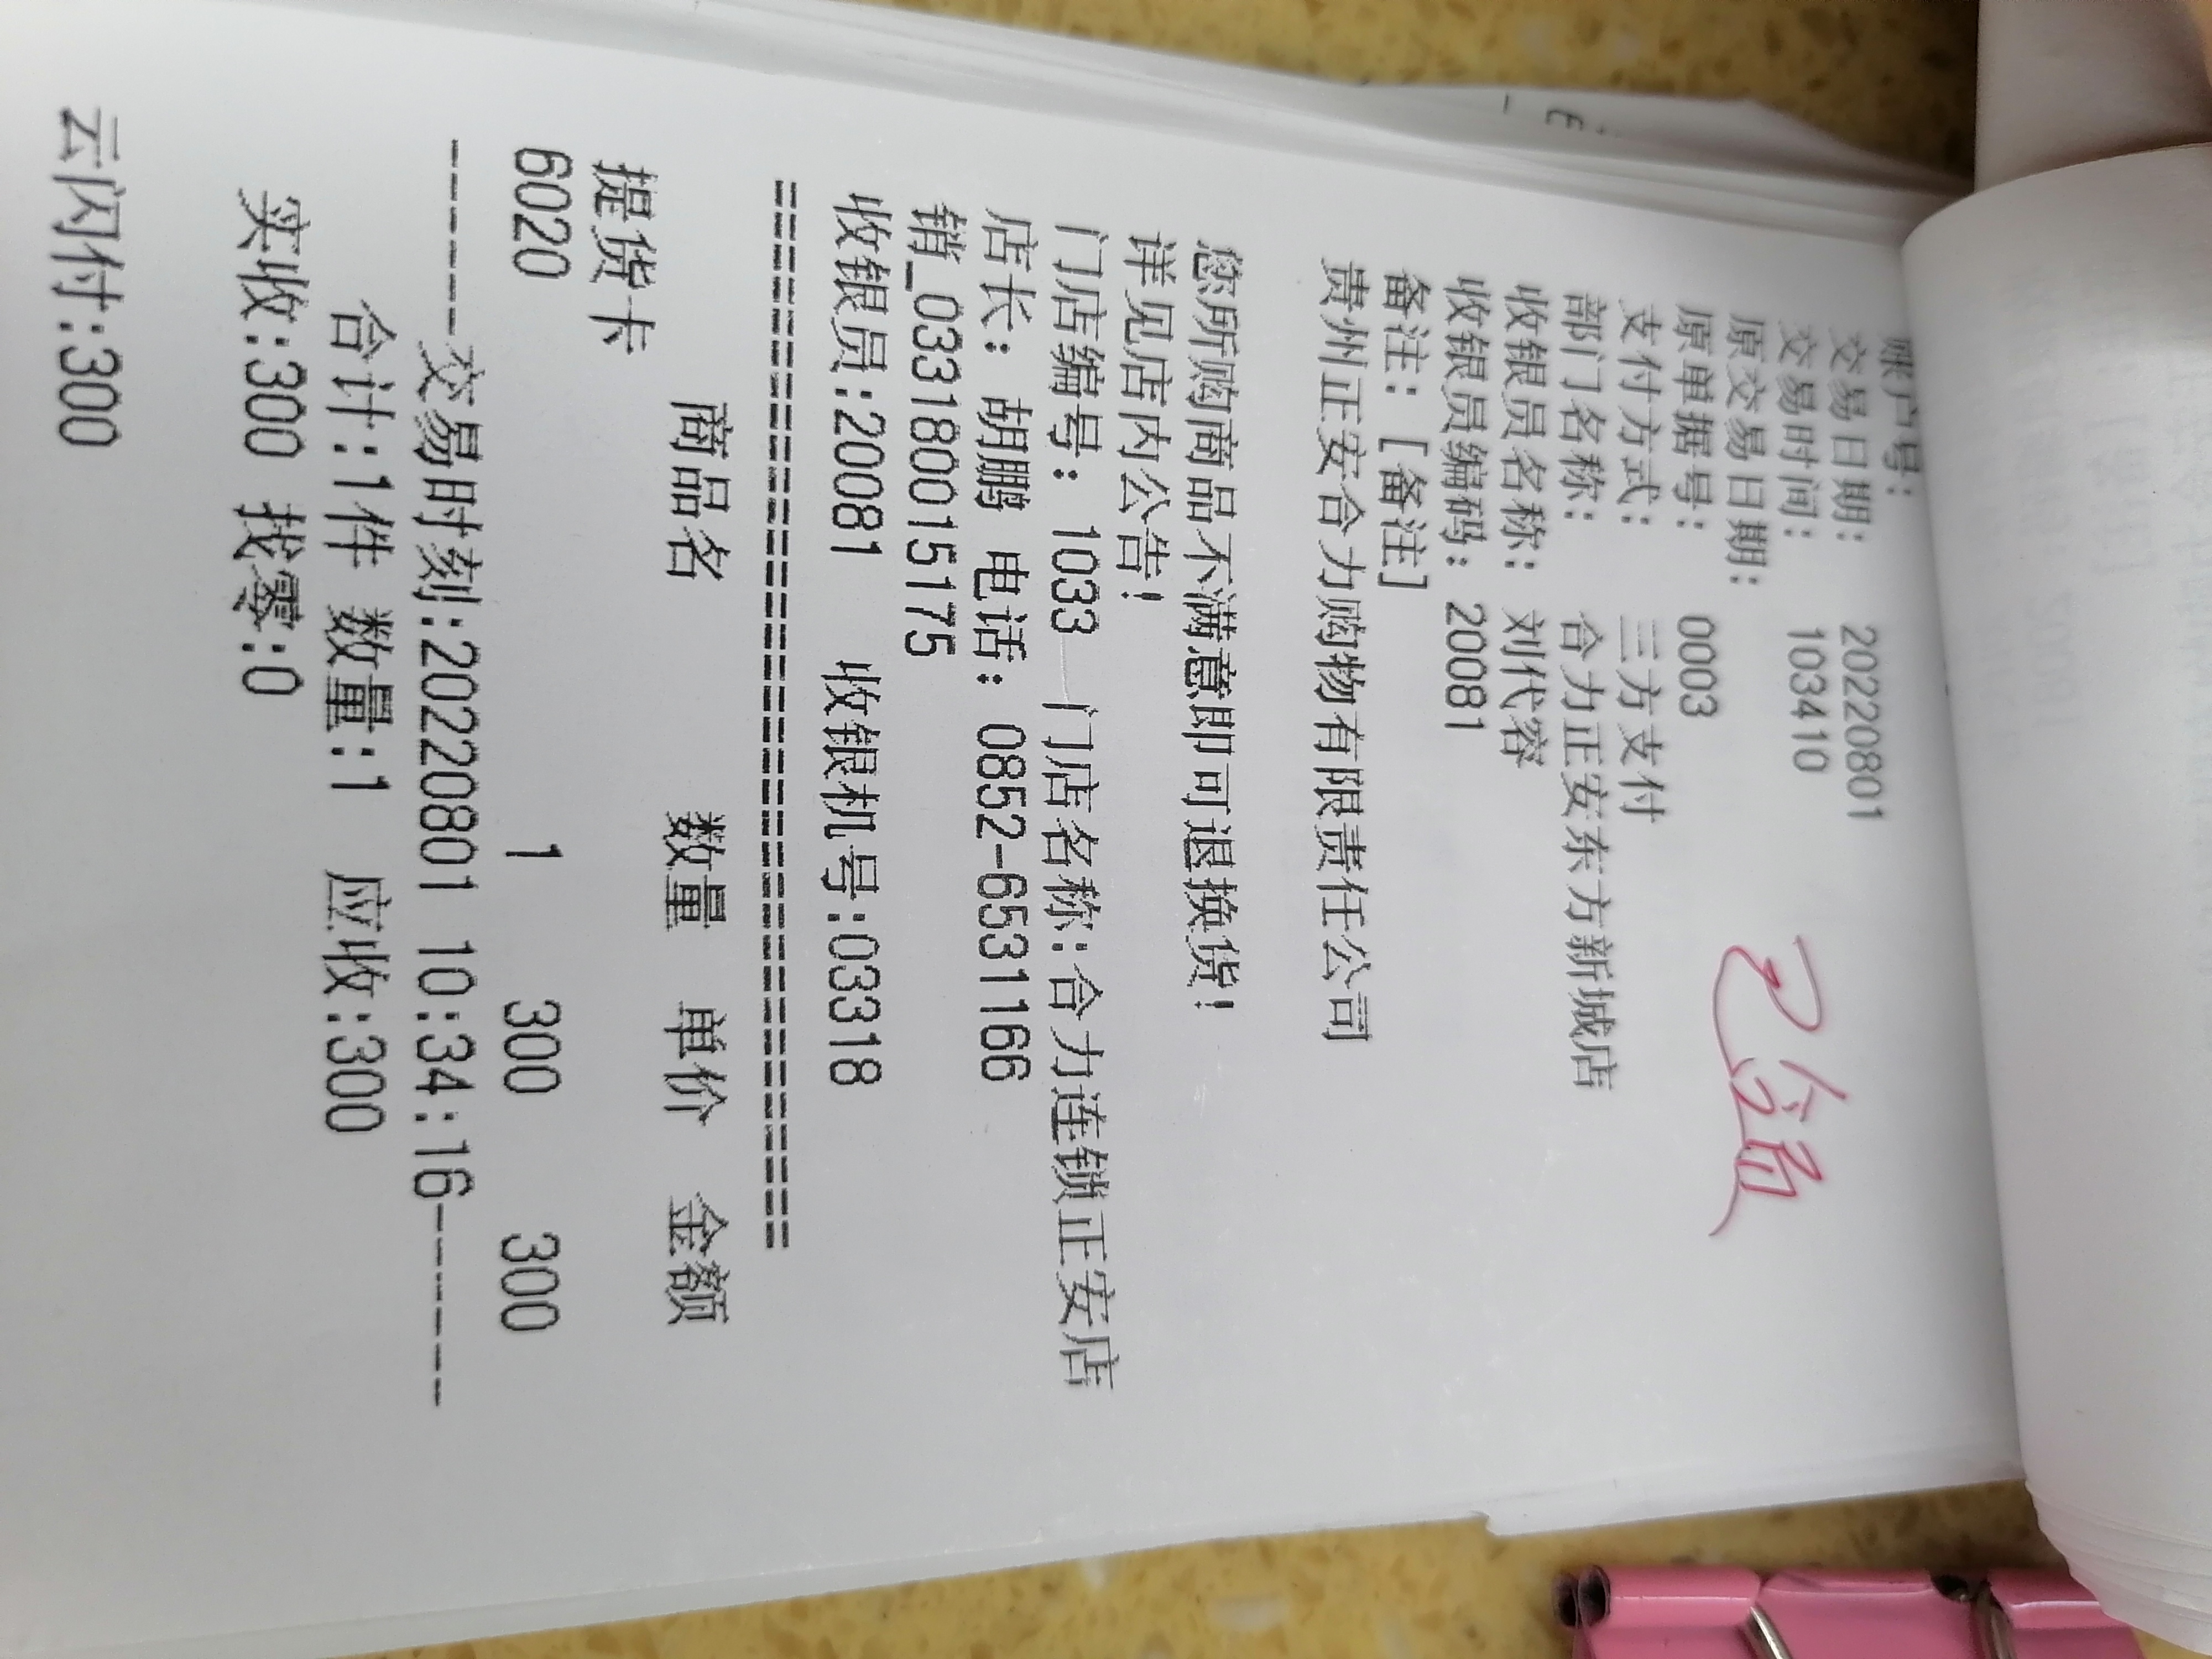 账户号:
交易日期: 20220801
交易时间: 103410
原交易日期:
原单据号: 0003
支付方式: 三方支付
部门名称: 合力正安东方新城店
收银员名称: 刘代容
收银员编码: 20081
备注: [备注]
贵州正安合力购物有限责任公司
您所购商品不满意即可退换货!
详见店内公告!
门店编号: 1033 门店名称:合力连锁正安店
店长: 胡鹏 电话: 0852-6531166
销_033180015175
收银员:20081 收银机号:03318
================================
商品名 数量 单价 金额
提货卡
6020 1 300 300
------交易时刻:20220801 10:34:16------
合计:1件 数量:1 应收:300
实收:300 找零:0
云闪付:300